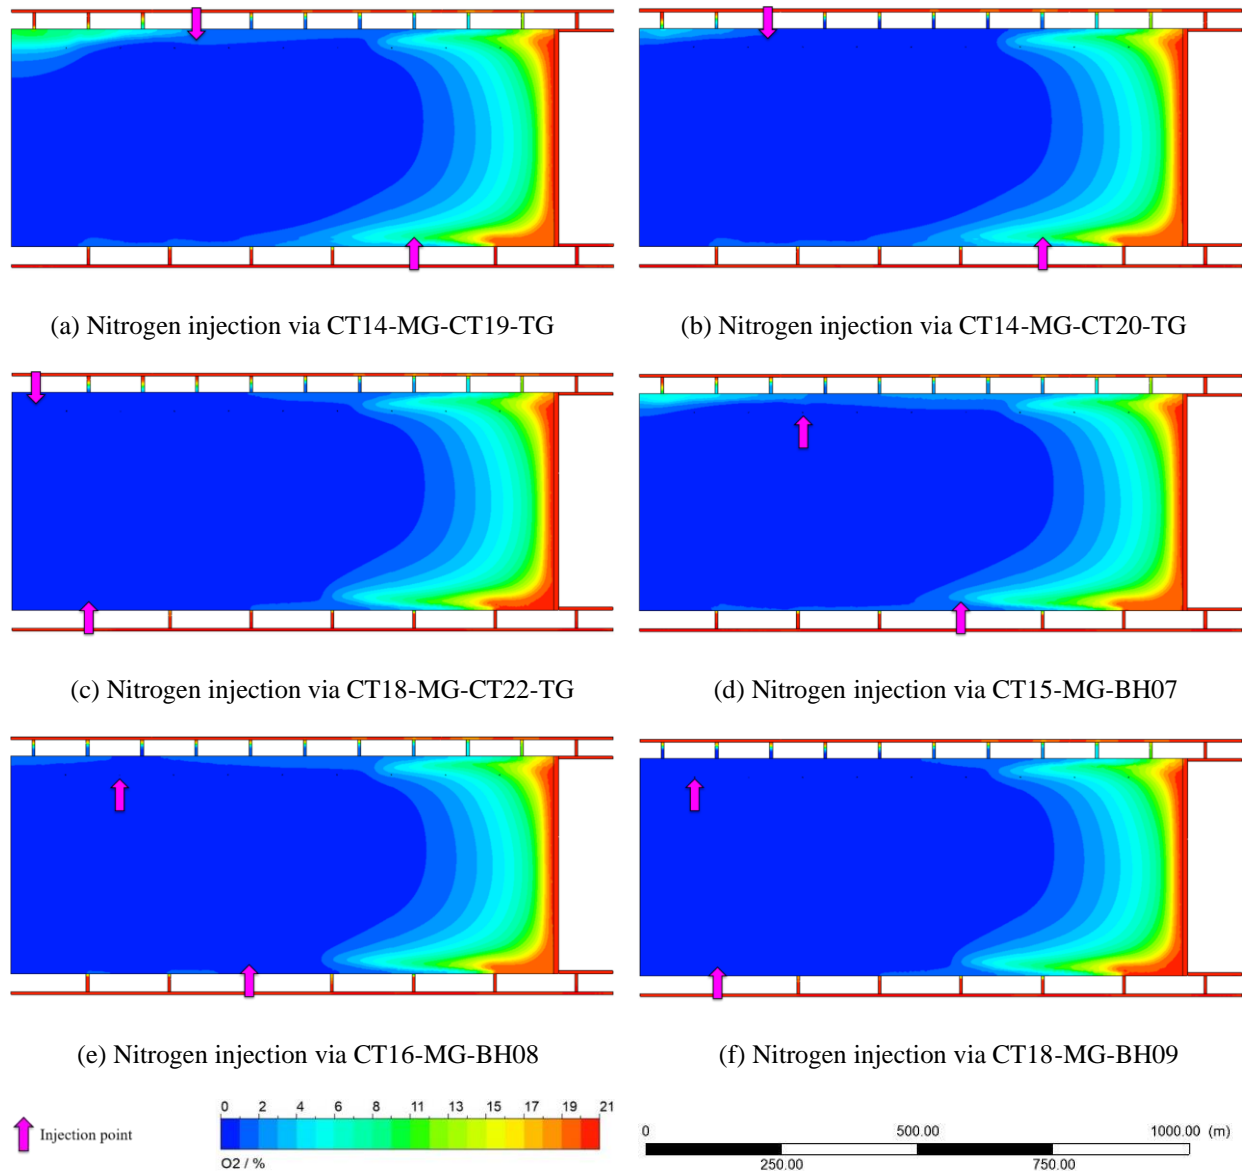 (a) Nitrogen injection via CT14-MG-CT19-TG
(b) Nitrogen injection via CT14-MG-CT20-TG
(c) Nitrogen injection via CT18-MG-CT22-TG
(d) Nitrogen injection via CT15-MG-BH07
(e) Nitrogen injection via CT16-MG-BH08
(f) Nitrogen injection via CT18-MG-BH09
Injection point
0 2 4 6 8 11 13 15 17 19 21
O2 / %
0 500.00 1000.00 (m)
250.00 750.00